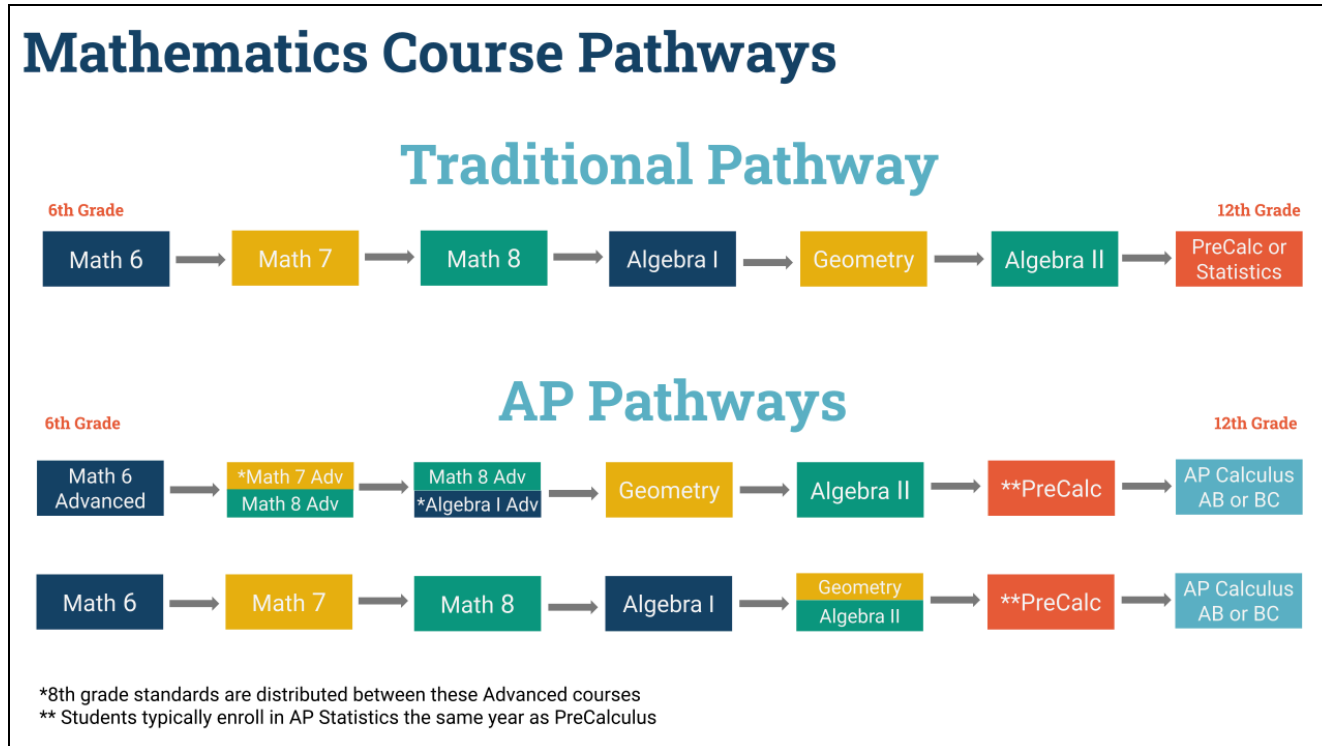 Mathematics Course Pathways
Traditional Pathway
6th Grade
12th Grade
Math 6
Math 7
Math 8
Algebra I
Geometry
Algebra II
PreCalc or
Statistics
AP Pathways
6th Grade
12th Grade
Math 6
Advanced
*Math 7 Adv
Math 8 Adv
Math 8 Adv
*Algebra I Adv
Geometry
Algebra II
**PreCalc
AP Calculus
AB or BC
Math 6
Math 7
Math 8
Algebra I
Geometry
Algebra II
**PreCalc
AP Calculus
AB or BC
*8th grade standards are distributed between these Advanced courses
** Students typically enroll in AP Statistics the same year as PreCalculus